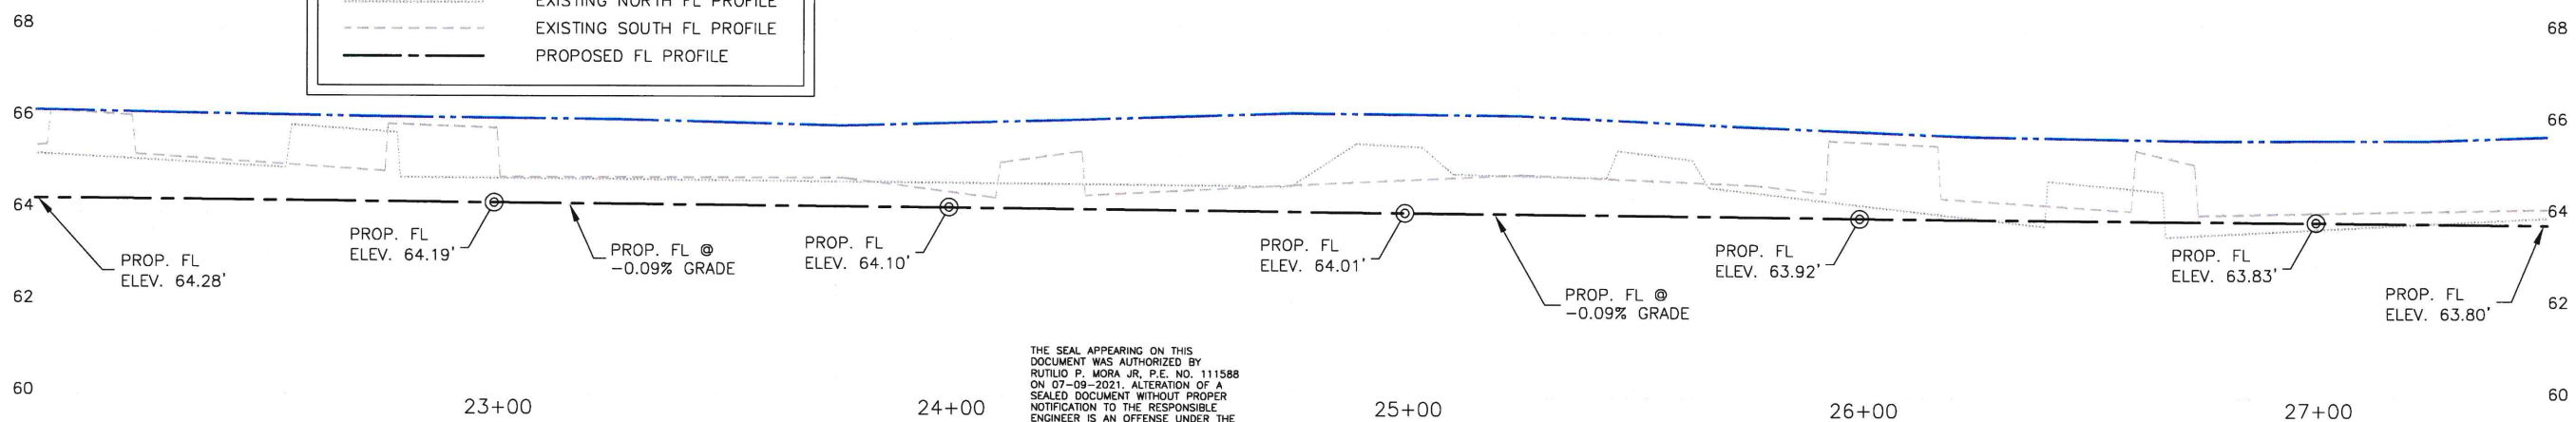 EXISTING NORTH FL PROFILE
EXISTING SOUTH FL PROFILE
PROPOSED FL PROFILE
68
68
66
66
64
64
62
62
60
60
PROP. FL
ELEV. 64.28'
PROP. FL
ELEV. 64.19'
PROP. FL @
-0.09% GRADE
PROP. FL
ELEV. 64.10'
PROP. FL
ELEV. 64.01'
PROP. FL @
-0.09% GRADE
PROP. FL
ELEV. 63.92'
PROP. FL
ELEV. 63.83'
PROP. FL
ELEV. 63.80'
THE SEAL APPEARING ON THIS
DOCUMENT WAS AUTHORIZED BY
RUTILIO P. MORA JR, P.E. NO. 111588
ON 07-09-2021. ALTERATION OF A
SEALED DOCUMENT WITHOUT PROPER
NOTIFICATION TO THE RESPONSIBLE
ENGINEER IS AN OFFENSE UNDER THE
23+00
24+00
25+00
26+00
27+00